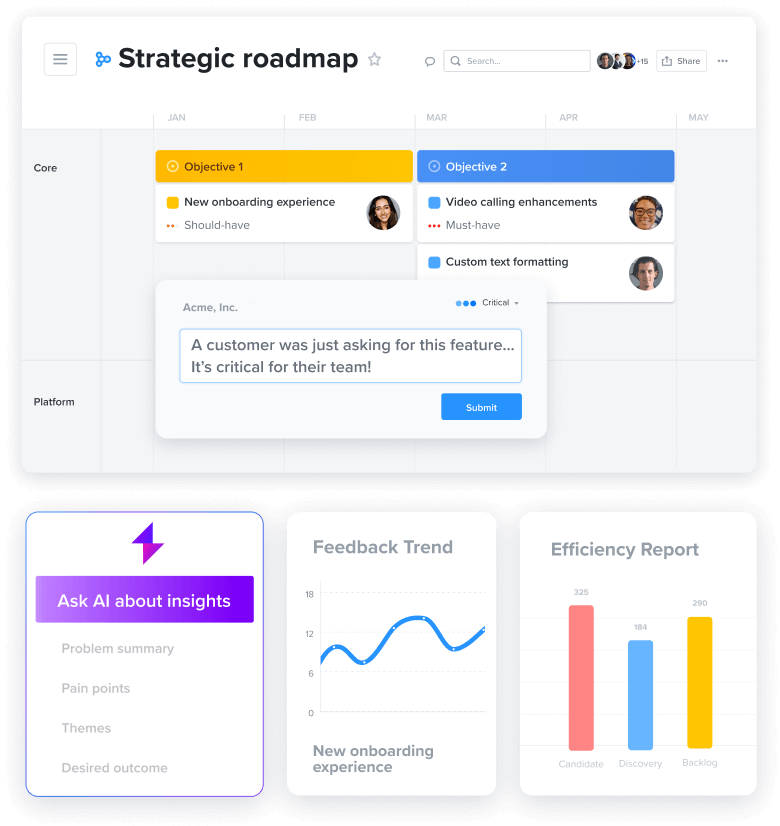 Strategic roadmap
Search...
+15
Share
JAN
FEB
MAR
APR
MAY
Core
Objective 1
Objective 2
New onboarding experience
Should-have
Video calling enhancements
Must-have
Custom text formatting
Acme, Inc.
Critical
A customer was just asking for this feature...
It's critical for their team!
Submit
Platform
Ask AI about insights
Problem summary
Pain points
Themes
Desired outcome
Feedback Trend
18
12
6
0
New onboarding
experience
Efficiency Report
325
184
290
Candidate
Discovery
Backlog